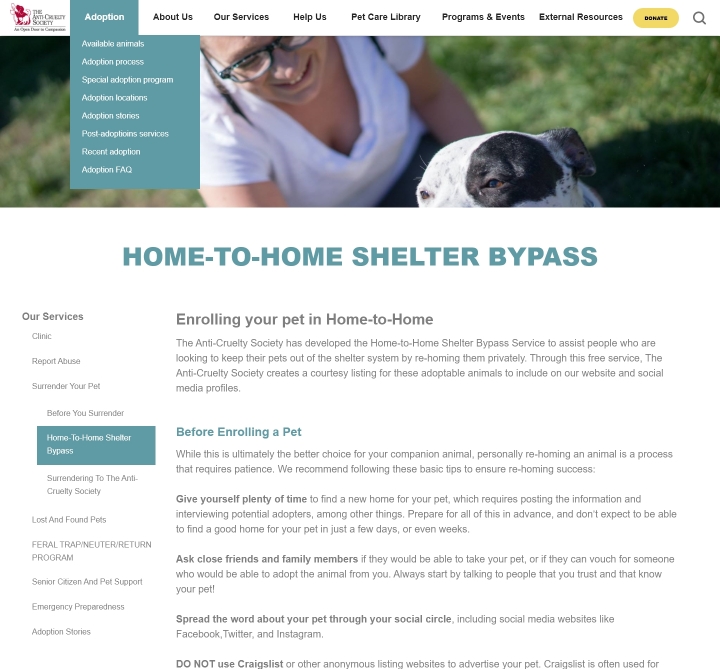 THE
ANTI-CRUELTY
SOCIETY
An Open Door to Compassion
Adoption
About Us
Our Services
Help Us
Pet Care Library
Programs & Events
External Resources
DONATE
Available animals
Adoption process
Special adoption program
Adoption locations
Adoption stories
Post-adoptioins services
Recent adoption
Adoption FAQ
HOME-TO-HOME SHELTER BYPASS
Our Services
Clinic
Report Abuse
Surrender Your Pet
Before You Surrender
Home-To-Home Shelter
Bypass
Surrendering To The Anti-
Cruelty Society
Lost And Found Pets
FERAL TRAP/NEUTER/RETURN
PROGRAM
Senior Citizen And Pet Support
Emergency Preparedness
Adoption Stories
Enrolling your pet in Home-to-Home
The Anti-Cruelty Society has developed the Home-to-Home Shelter Bypass Service to assist people who are
looking to keep their pets out of the shelter system by re-homing them privately. Through this free service, The
Anti-Cruelty Society creates a courtesy listing for these adoptable animals to include on our website and social
media profiles.
Before Enrolling a Pet
While this is ultimately the better choice for your companion animal, personally re-homing an animal is a process
that requires patience. We recommend following these basic tips to ensure re-homing success:
Give yourself plenty of time to find a new home for your pet, which requires posting the information and
interviewing potential adopters, among other things. Prepare for all of this in advance, and don't expect to be able
to find a good home for your pet in just a few days, or even weeks.
Ask close friends and family members if they would be able to take your pet, or if they can vouch for someone
who would be able to adopt the animal from you. Always start by talking to people that you trust and that know
your pet!
Spread the word about your pet through your social circle, including social media websites like
Facebook,Twitter, and Instagram.
DO NOT use Craigslist or other anonymous listing websites to advertise your pet. Craigslist is often used for